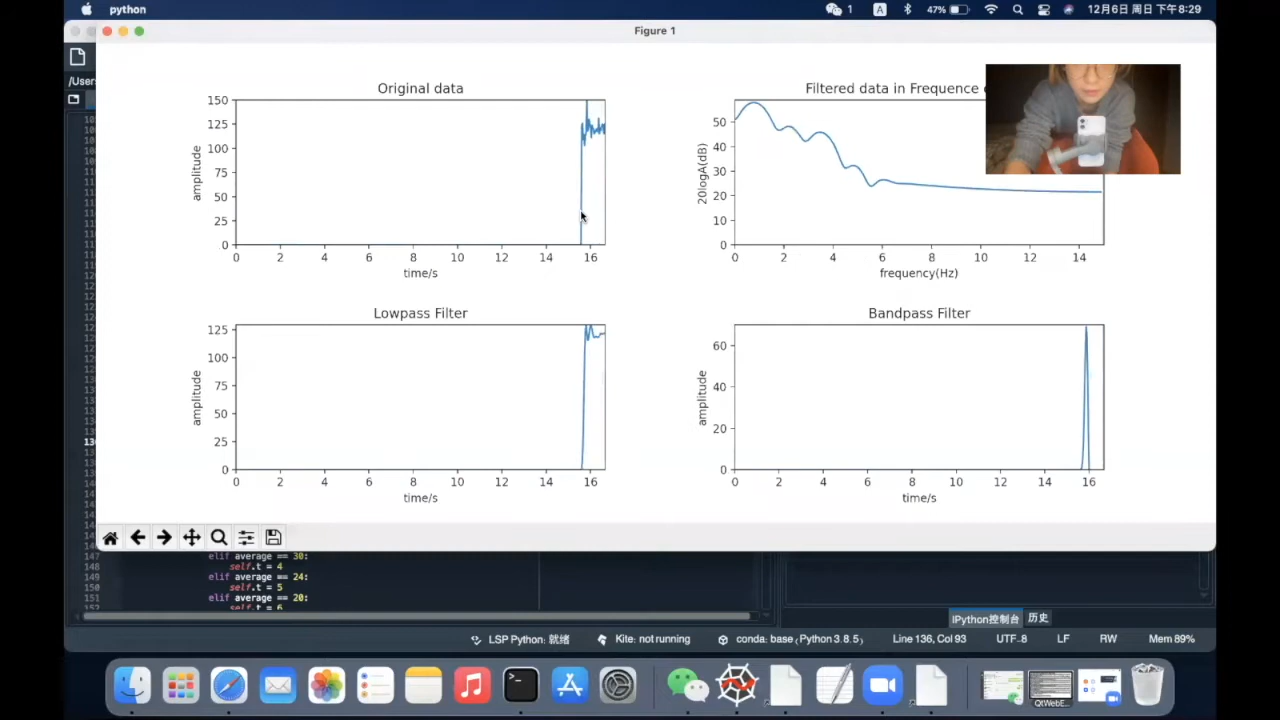 python
1
A
47%
12月6日 周日 下午8:29
Figure 1
/Users
Original data
150
125
100
75
50
25
0
amplitude
0 2 4 6 8 10 12 14 16
time/s
Filtered data in Frequence
50
40
30
20
10
0
20logA(dB)
0 2 4 6 8 10 12 14
frequency(Hz)
Lowpass Filter
125
100
75
50
25
0
amplitude
0 2 4 6 8 10 12 14 16
time/s
Bandpass Filter
60
40
20
0
amplitude
0 2 4 6 8 10 12 14 16
time/s
147 elif average == 30:
148 self.t = 4
149 elif average == 24:
150 self.t = 5
151 elif average == 20:
152 self.t = 6
IPython控制台 历史
LSP Python: 就绪 Kite: not running conda: base (Python 3.8.5) Line 136, Col 93 UTF-8 LF RW Mem 89%
QtWebE...